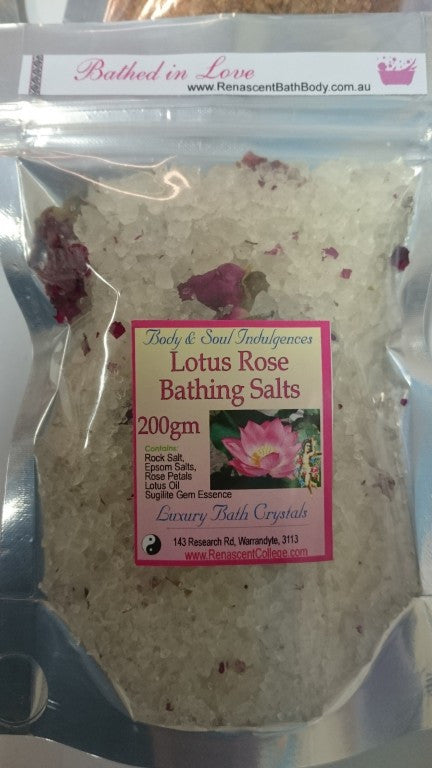 Bathed in Love
www.RenascentBathBody.com.au
Body & Soul Indulgences
Lotus Rose
Bathing Salts
200gm
Contains:
Rock Salt,
Epsom Salts,
Rose Petals
Lotus Oil
Sugilite Gem Essence
Luxury Bath Crystals
143 Research Rd, Warrandyte, 3113
www.RenascentCollege.com